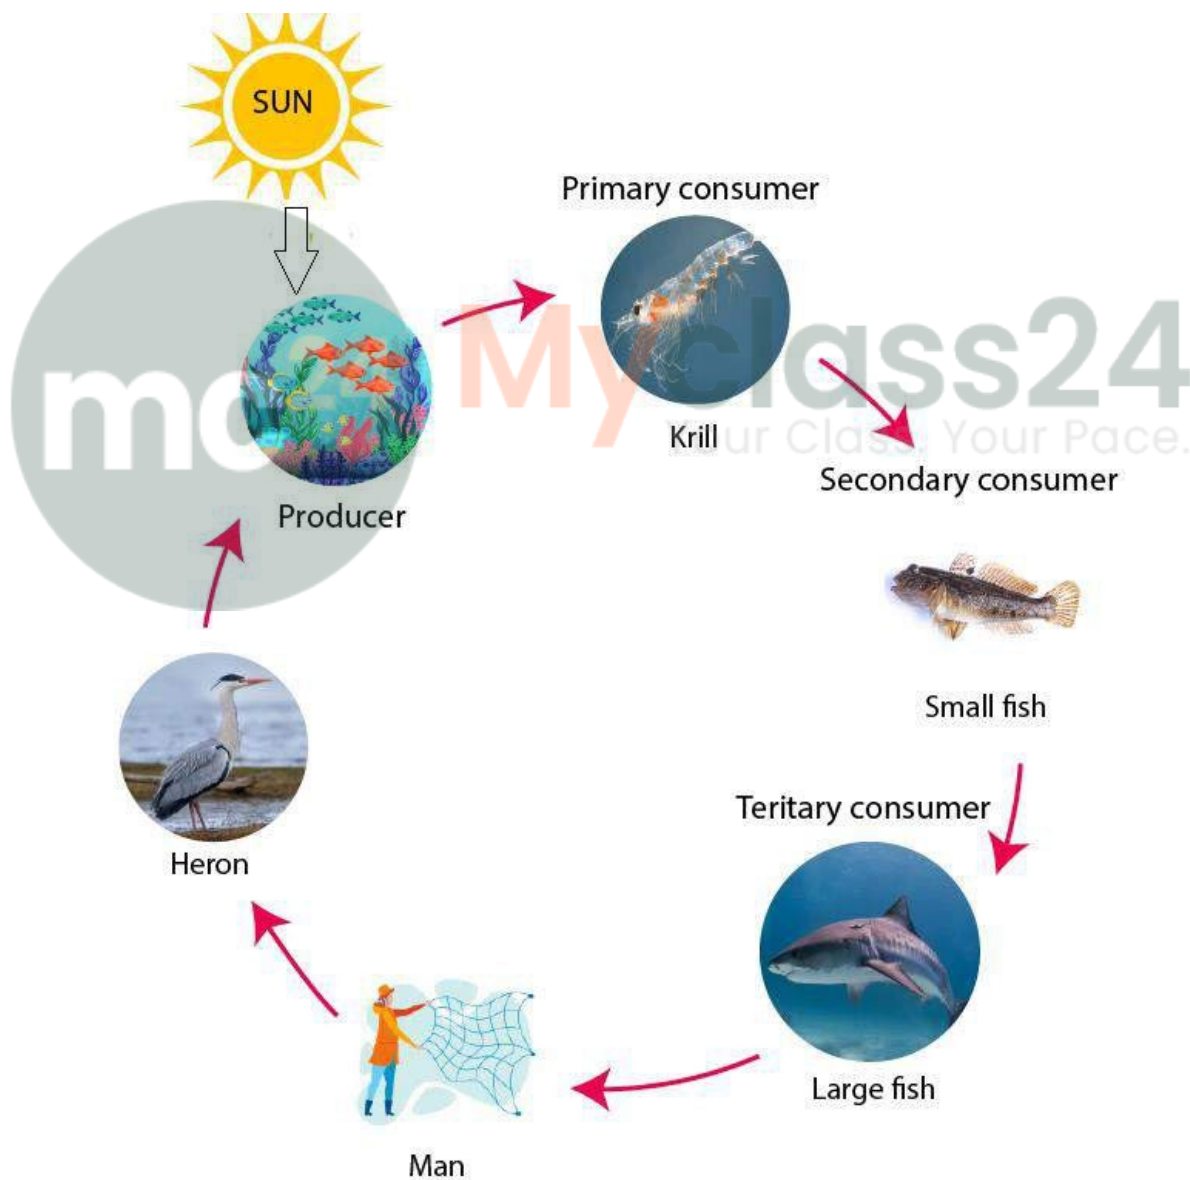 SUN
Primary consumer
Myclass24
Your Class. Your Pace.
Krill
Secondary consumer
Producer
Small fish
Teritary consumer
Heron
Large fish
Man